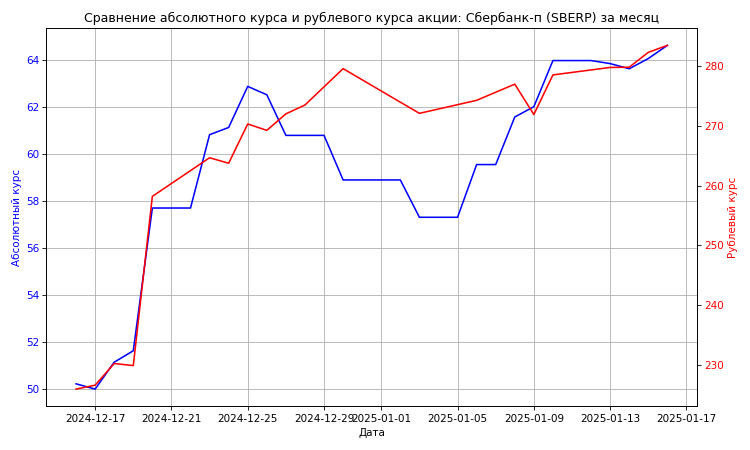 Сравнение абсолютного курса и рублевого курса акции: Сбербанк-п (SBERP) за месяц
Абсолютный курс
64
62
60
58
56
54
52
50
280
270
260
250
240
230
Рублевый курс
2024-12-17 2024-12-21 2024-12-25 2024-12-29 2025-01-01 2025-01-05 2025-01-09 2025-01-13 2025-01-17
Дата